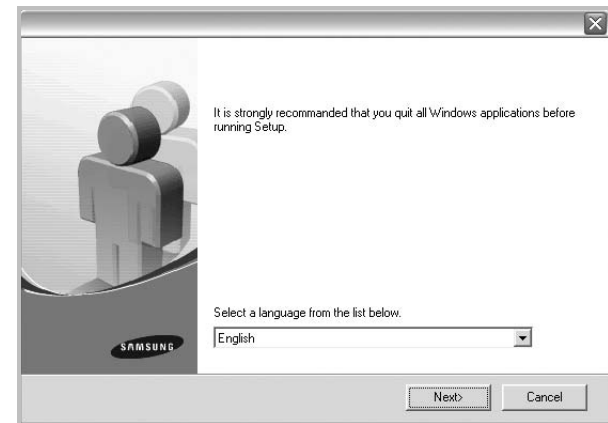 It is strongly recommanded that you quit all Windows applications before
running Setup.
Select a language from the list below.
English
SAMSUNG
Next>
Cancel